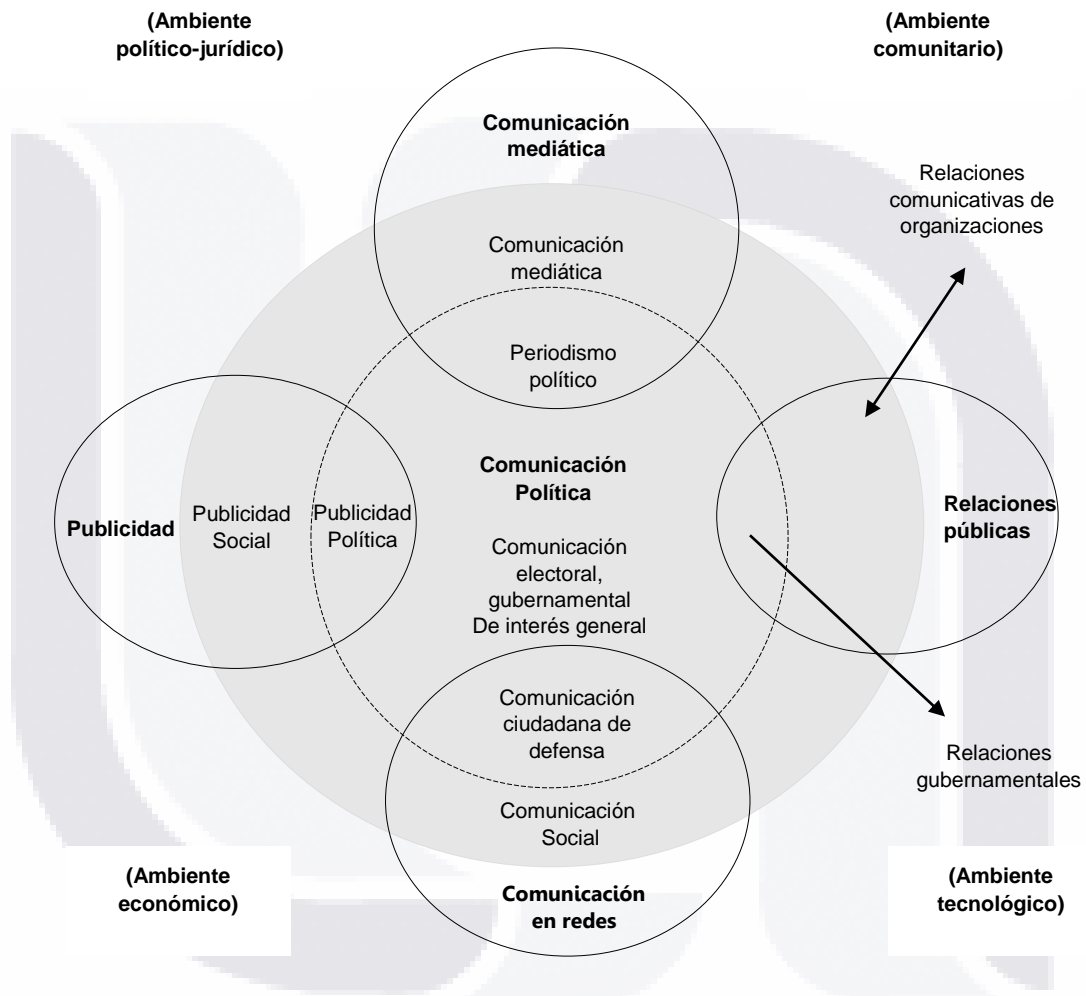 (Ambiente
político-jurídico)
(Ambiente
comunitario)
Comunicación
mediática
Relaciones
comunicativas de
organizaciones
Comunicación
mediática
Periodismo
político
Comunicación
Política
Publicidad
Publicidad
Social
Publicidad
Política
Relaciones
públicas
Comunicación
electoral,
gubernamental
De interés general
Comunicación
ciudadana de
defensa
Relaciones
gubernamentales
Comunicación
Social
(Ambiente
económico)
Comunicación
en redes
(Ambiente
tecnológico)